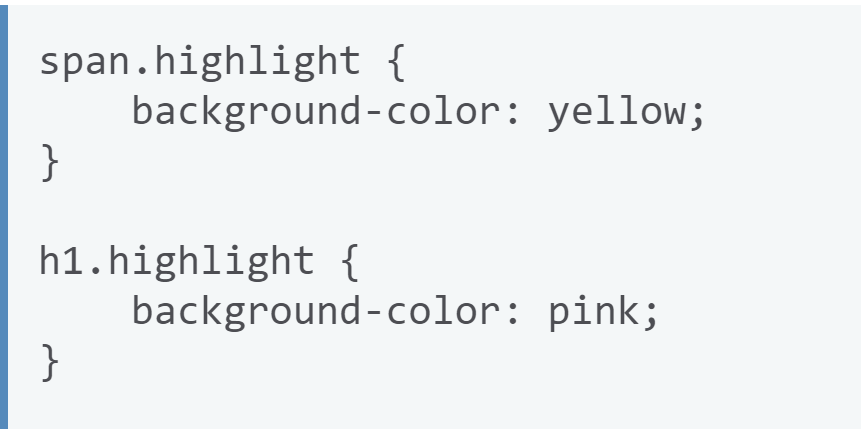 span.highlight {
    background-color: yellow;
}

h1.highlight {
    background-color: pink;
}